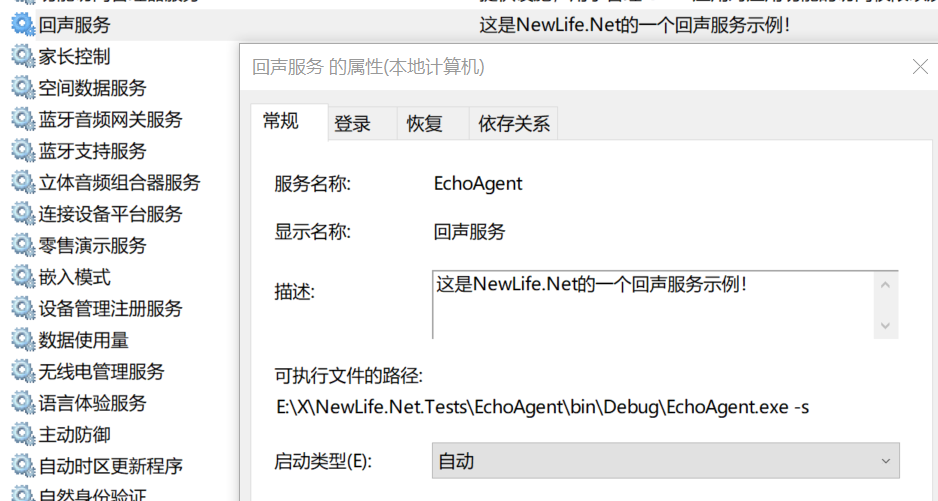 回声服务
这是NewLife.Net的一个回声服务示例！
家长控制
空间数据服务
蓝牙音频网关服务
蓝牙支持服务
立体音频组合器服务
连接设备平台服务
零售演示服务
嵌入模式
设备管理注册服务
数据使用量
无线电管理服务
语言体验服务
主动防御
自动时区更新程序
自然身份验证
回声服务 的属性(本地计算机)
常规
登录
恢复
依存关系
服务名称:
EchoAgent
显示名称:
回声服务
描述:
这是NewLife.Net的一个回声服务示例！
可执行文件的路径:
E:\X\NewLife.Net.Tests\EchoAgent\bin\Debug\EchoAgent.exe -s
启动类型(E):
自动